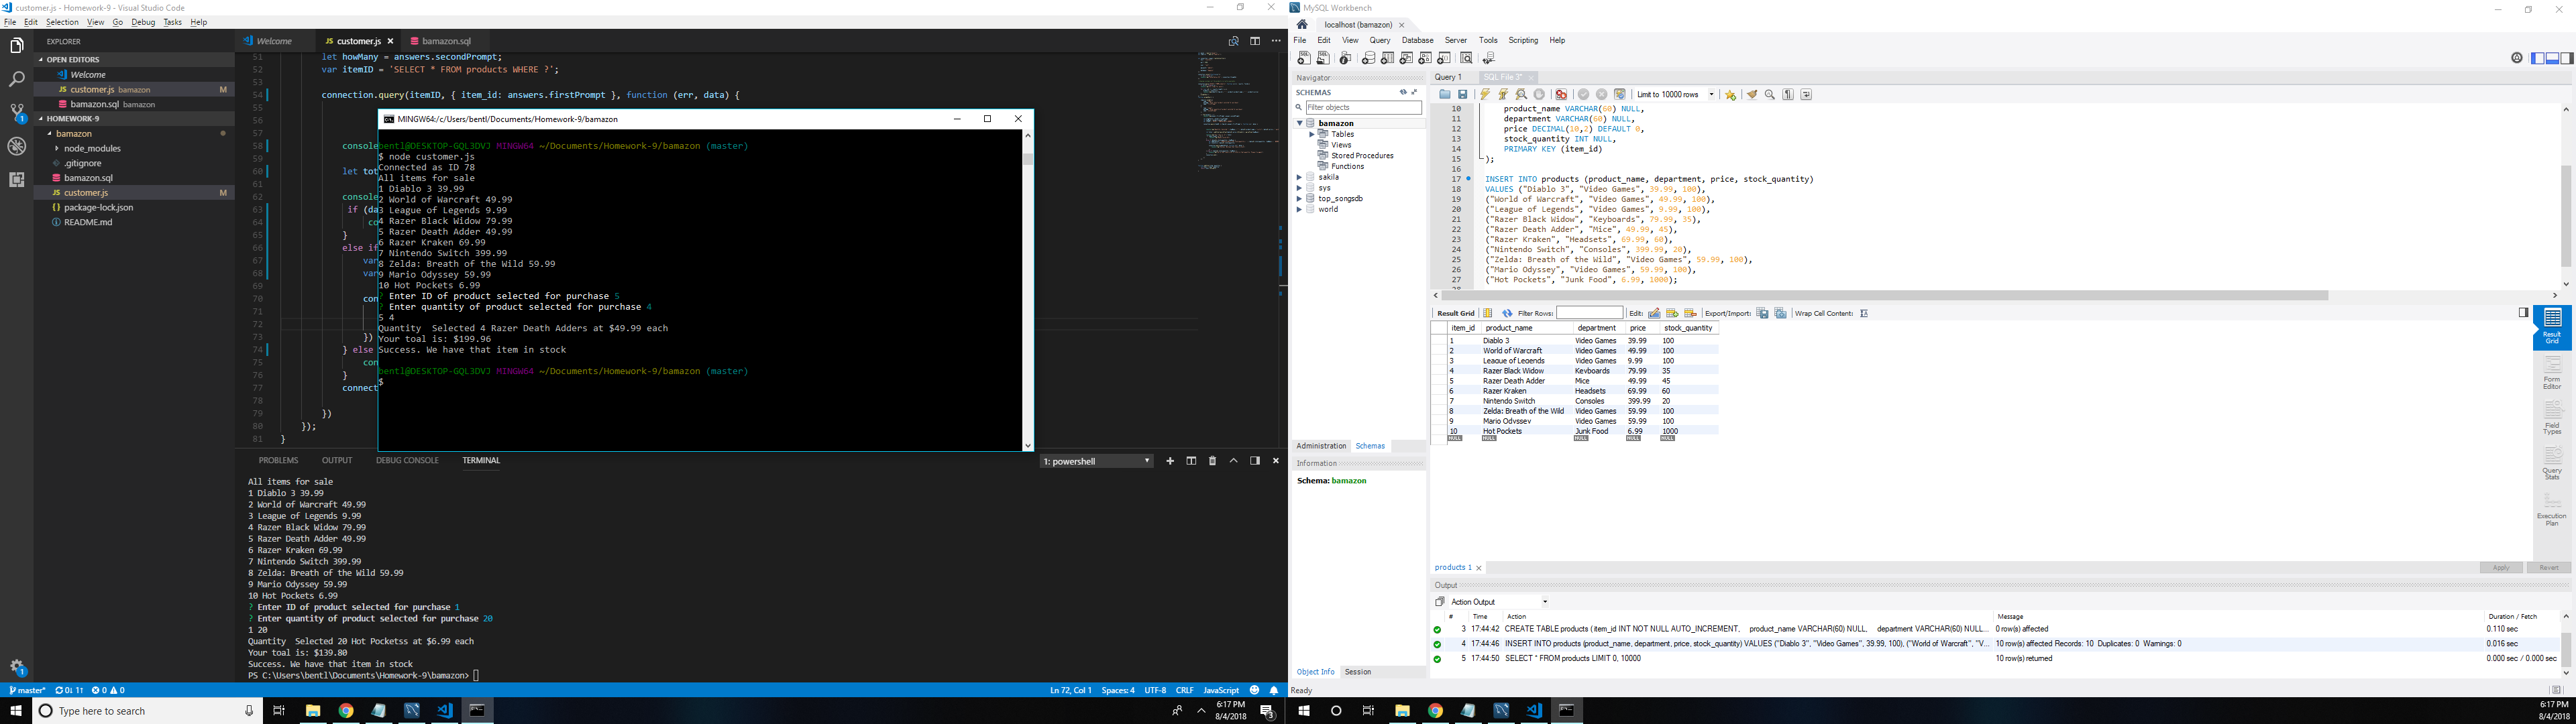 customer.js - Homework-9 - Visual Studio Code
File Edit Selection View Go Debug Tasks Help
EXPLORER
OPEN EDITORS
Welcome
customer.js bamazon M
bamazon.sql bamazon
HOMEWORK-9
bamazon
node_modules
.gitignore
bamazon.sql
customer.js M
package-lock.json
README.md
Welcome
customer.js
bamazon.sql
51 let howMany = answers.secondPrompt;
52 var itemID = 'SELECT * FROM products WHERE ?';
53
54 connection.query(itemID, { item_id: answers.firstPrompt }, function (err, data) {
55
56
57
58 console
59
60 let tot
61
62 console
63 if (da
64 co
65 }
66 else if
67 var
68 var
69
70 con
71
72
73 })
74 } else
75 con
76 }
77 connect
78
79 })
80 });
81 }
MINGW64:/c/Users/bentl/Documents/Homework-9/bamazon
bentl@DESKTOP-GQL3DVJ MINGW64 ~/Documents/Homework-9/bamazon (master)
$ node customer.js
Connected as ID 78
All items for sale
1 Diablo 3 39.99
2 World of Warcraft 49.99
3 League of Legends 9.99
4 Razer Black Widow 79.99
5 Razer Death Adder 49.99
6 Razer Kraken 69.99
7 Nintendo Switch 399.99
8 Zelda: Breath of the Wild 59.99
9 Mario Odyssey 59.99
10 Hot Pockets 6.99
? Enter ID of product selected for purchase 5
? Enter quantity of product selected for purchase 4
5 4
Quantity  Selected 4 Razer Death Adders at $49.99 each
Your toal is: $199.96
Success. We have that item in stock
bentl@DESKTOP-GQL3DVJ MINGW64 ~/Documents/Homework-9/bamazon (master)
$
PROBLEMS OUTPUT DEBUG CONSOLE TERMINAL
1: powershell
All items for sale
1 Diablo 3 39.99
2 World of Warcraft 49.99
3 League of Legends 9.99
4 Razer Black Widow 79.99
5 Razer Death Adder 49.99
6 Razer Kraken 69.99
7 Nintendo Switch 399.99
8 Zelda: Breath of the Wild 59.99
9 Mario Odyssey 59.99
10 Hot Pockets 6.99
? Enter ID of product selected for purchase 1
? Enter quantity of product selected for purchase 20
1 20
Quantity  Selected 20 Hot Pocketss at $6.99 each
Your toal is: $139.80
Success. We have that item in stock
PS C:\Users\bentl\Documents\Homework-9\bamazon>
master* 0↓ 1↑ 0 0
Ln 72, Col 1 Spaces: 4 UTF-8 CRLF JavaScript
Type here to search
6:17 PM
8/4/2018
MySQL Workbench
localhost (bamazon)
File Edit View Query Database Server Tools Scripting Help
Navigator
SCHEMAS
Filter objects
bamazon
Tables
Views
Stored Procedures
Functions
sakila
sys
top_songsdb
world
Administration Schemas
Information
Schema: bamazon
Object Info Session
Query 1
SQL File 3*
Limit to 10000 rows
10 product_name VARCHAR(60) NULL,
11 department VARCHAR(60) NULL,
12 price DECIMAL(10,2) DEFAULT 0,
13 stock_quantity INT NULL,
14 PRIMARY KEY (item_id)
15 );
16
17 INSERT INTO products (product_name, department, price, stock_quantity)
18 VALUES ("Diablo 3", "Video Games", 39.99, 100),
19 ("World of Warcraft", "Video Games", 49.99, 100),
20 ("League of Legends", "Video Games", 9.99, 100),
21 ("Razer Black Widow", "Keyboards", 79.99, 35),
22 ("Razer Death Adder", "Mice", 49.99, 45),
23 ("Razer Kraken", "Headsets", 69.99, 60),
24 ("Nintendo Switch", "Consoles", 399.99, 20),
25 ("Zelda: Breath of the Wild", "Video Games", 59.99, 100),
26 ("Mario Odyssey", "Video Games", 59.99, 100),
27 ("Hot Pockets", "Junk Food", 6.99, 1000);
28
Result Grid Filter Rows: Edit: Export/Import: Wrap Cell Content:
item_id product_name department price stock_quantity
1 Diablo 3 Video Games 39.99 100
2 World of Warcraft Video Games 49.99 100
3 League of Legends Video Games 9.99 100
4 Razer Black Widow Keyboards 79.99 35
5 Razer Death Adder Mice 49.99 45
6 Razer Kraken Headsets 69.99 60
7 Nintendo Switch Consoles 399.99 20
8 Zelda: Breath of the Wild Video Games 59.99 100
9 Mario Odyssey Video Games 59.99 100
10 Hot Pockets Junk Food 6.99 1000
NULL NULL NULL NULL NULL
Result
Grid
Form
Editor
Field
Types
Query
Stats
Execution
Plan
products 1
Apply Revert
Output
Action Output
# Time Action Message Duration / Fetch
3 17:44:42 CREATE TABLE products ( item_id INT NOT NULL AUTO_INCREMENT, product_name VARCHAR(60) NULL, department VARCHAR(60) NULL... 0 row(s) affected 0.110 sec
4 17:44:46 INSERT INTO products (product_name, department, price, stock_quantity) VALUES ("Diablo 3", "Video Games", 39.99, 100), ("World of Warcraft", "V... 10 row(s) affected Records: 10 Duplicates: 0 Warnings: 0 0.016 sec
5 17:44:50 SELECT * FROM products LIMIT 0, 10000 10 row(s) returned 0.000 sec / 0.000 sec
Ready
6:17 PM
8/4/2018